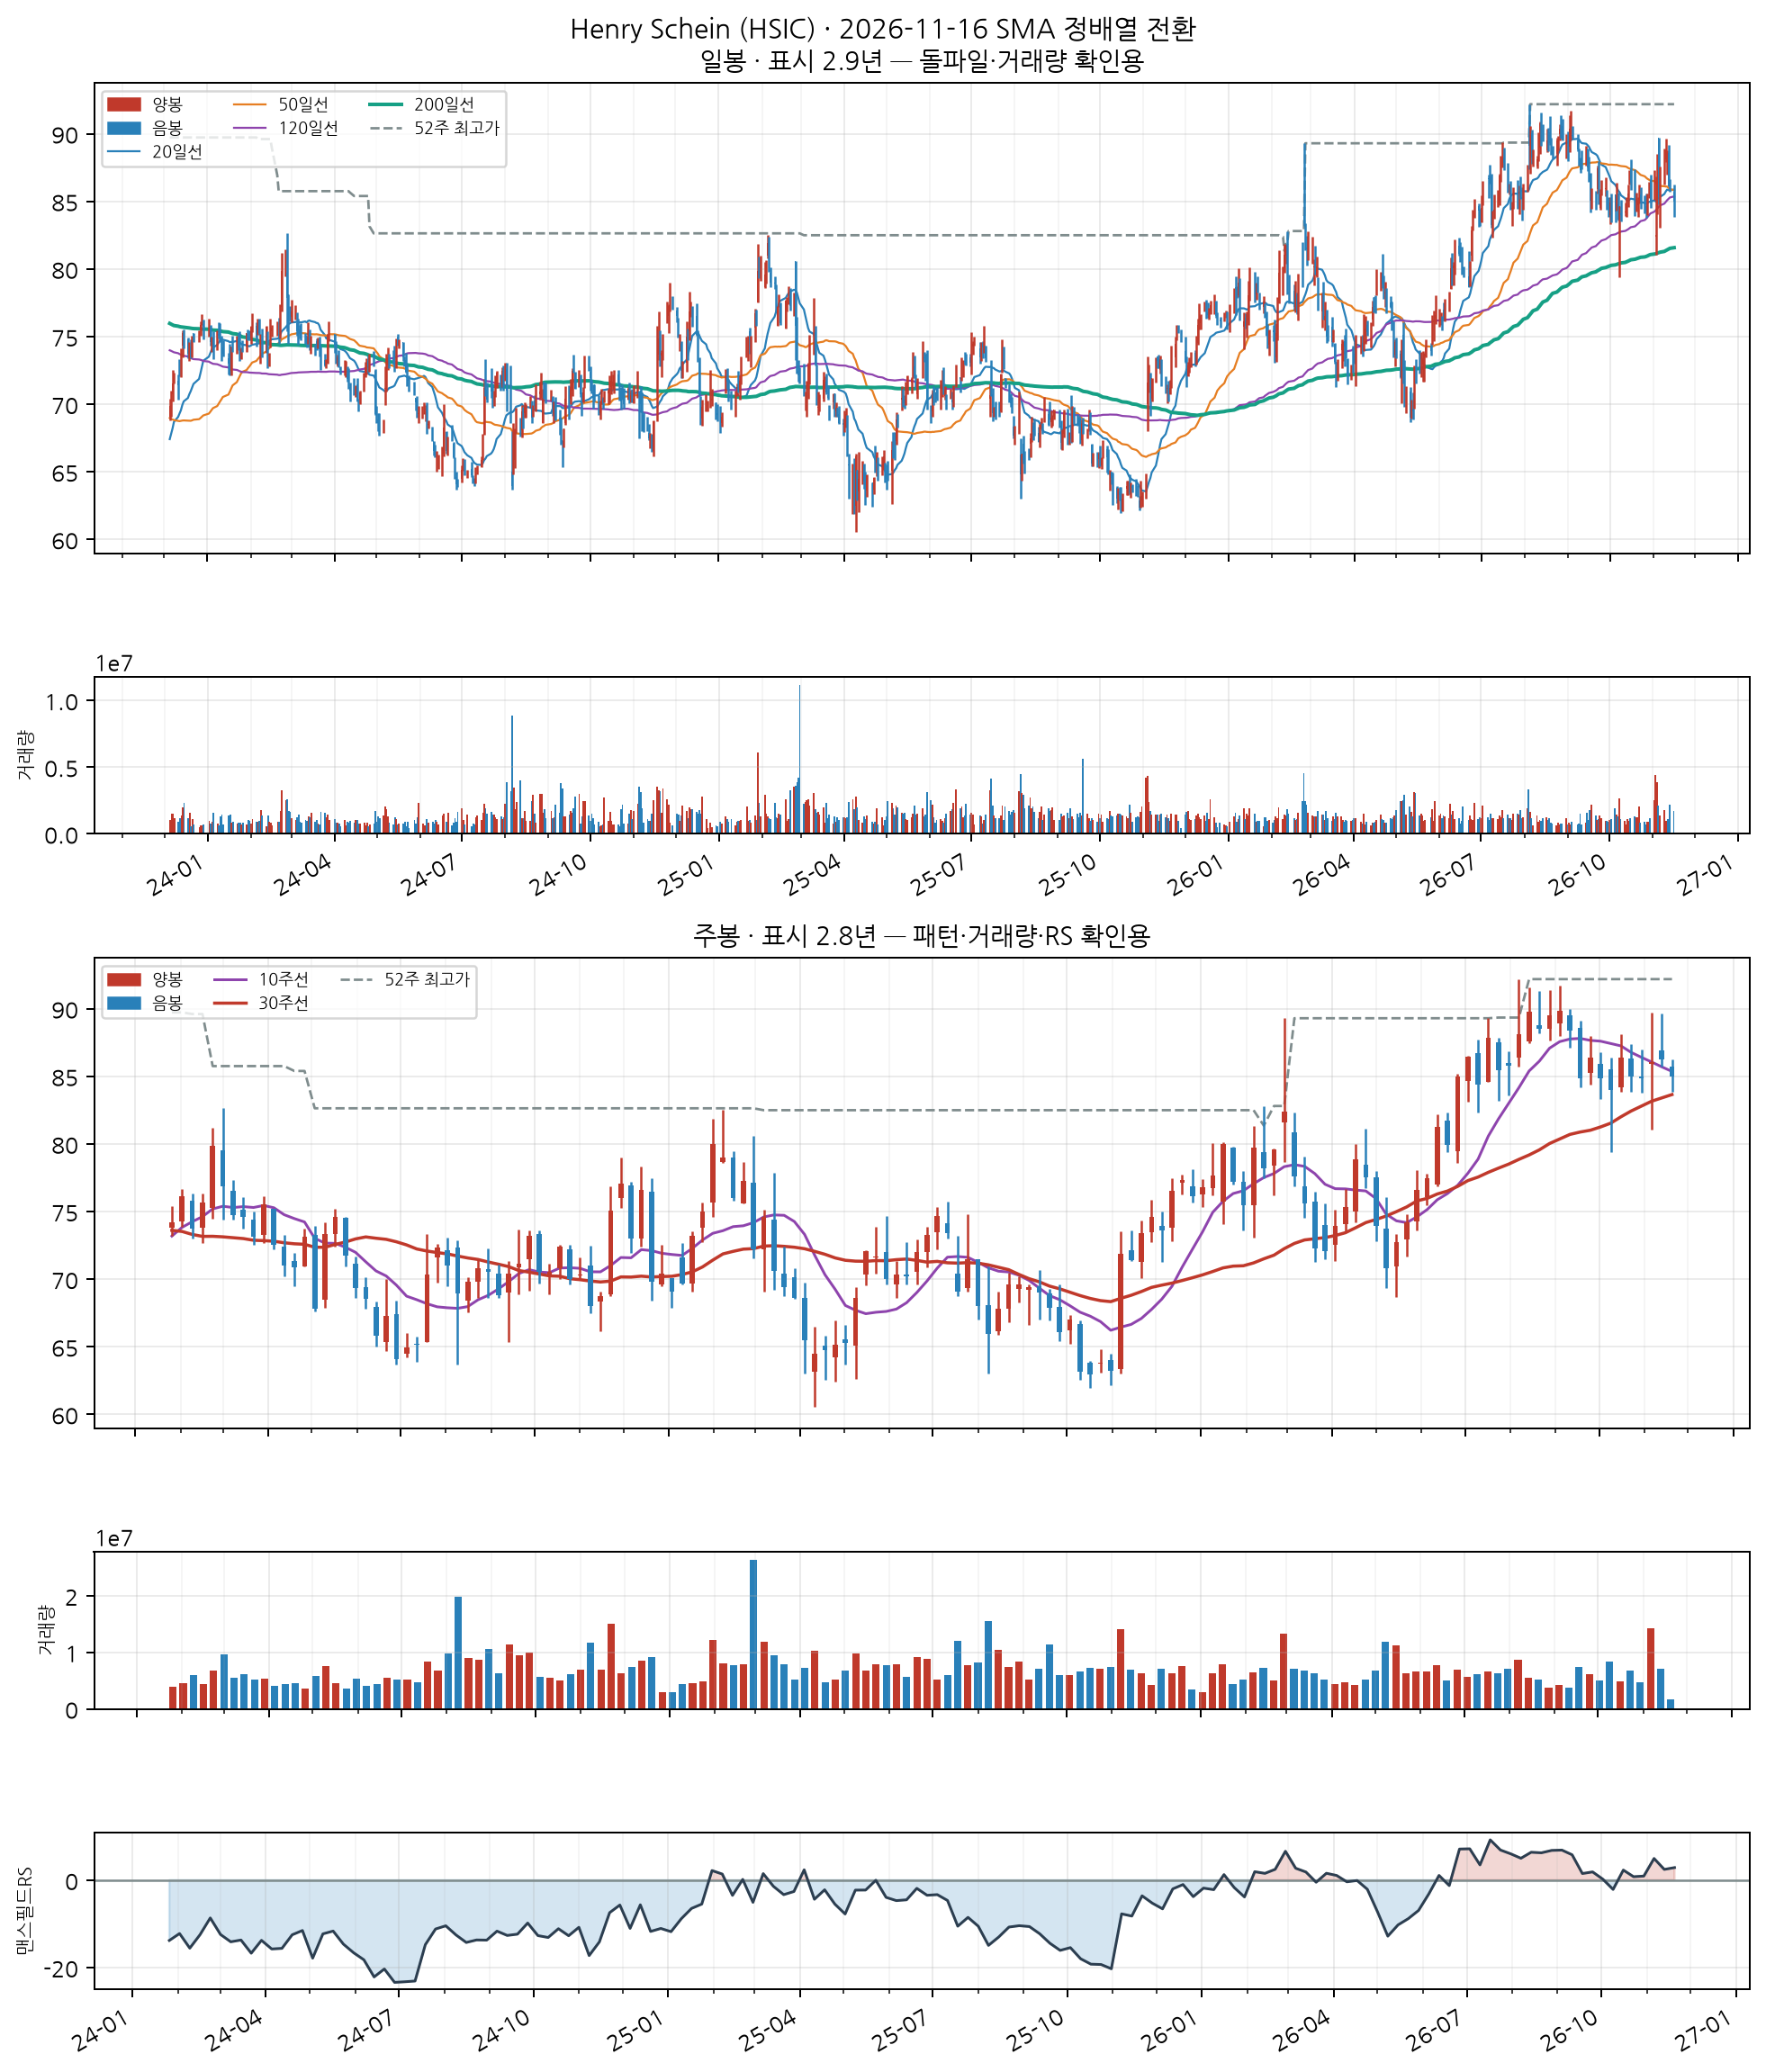 Henry Schein (HSIC) · 2026-11-16 SMA 정배열 전환
일봉 · 표시 2.9년 — 돌파일·거래량 확인용
양봉
음봉
20일선
50일선
120일선
200일선
52주 최고가
90
85
80
75
70
65
60
1e7
1.0
0.5
0.0
거래량
24-01
24-04
24-07
24-10
25-01
25-04
25-07
25-10
26-01
26-04
26-07
26-10
27-01
주봉 · 표시 2.8년 — 패턴·거래량·RS 확인용
양봉
음봉
10주선
30주선
52주 최고가
90
85
80
75
70
65
60
1e7
2
1
0
거래량
0
-20
맨스필드RS
24-01
24-04
24-07
24-10
25-01
25-04
25-07
25-10
26-01
26-04
26-07
26-10
27-01